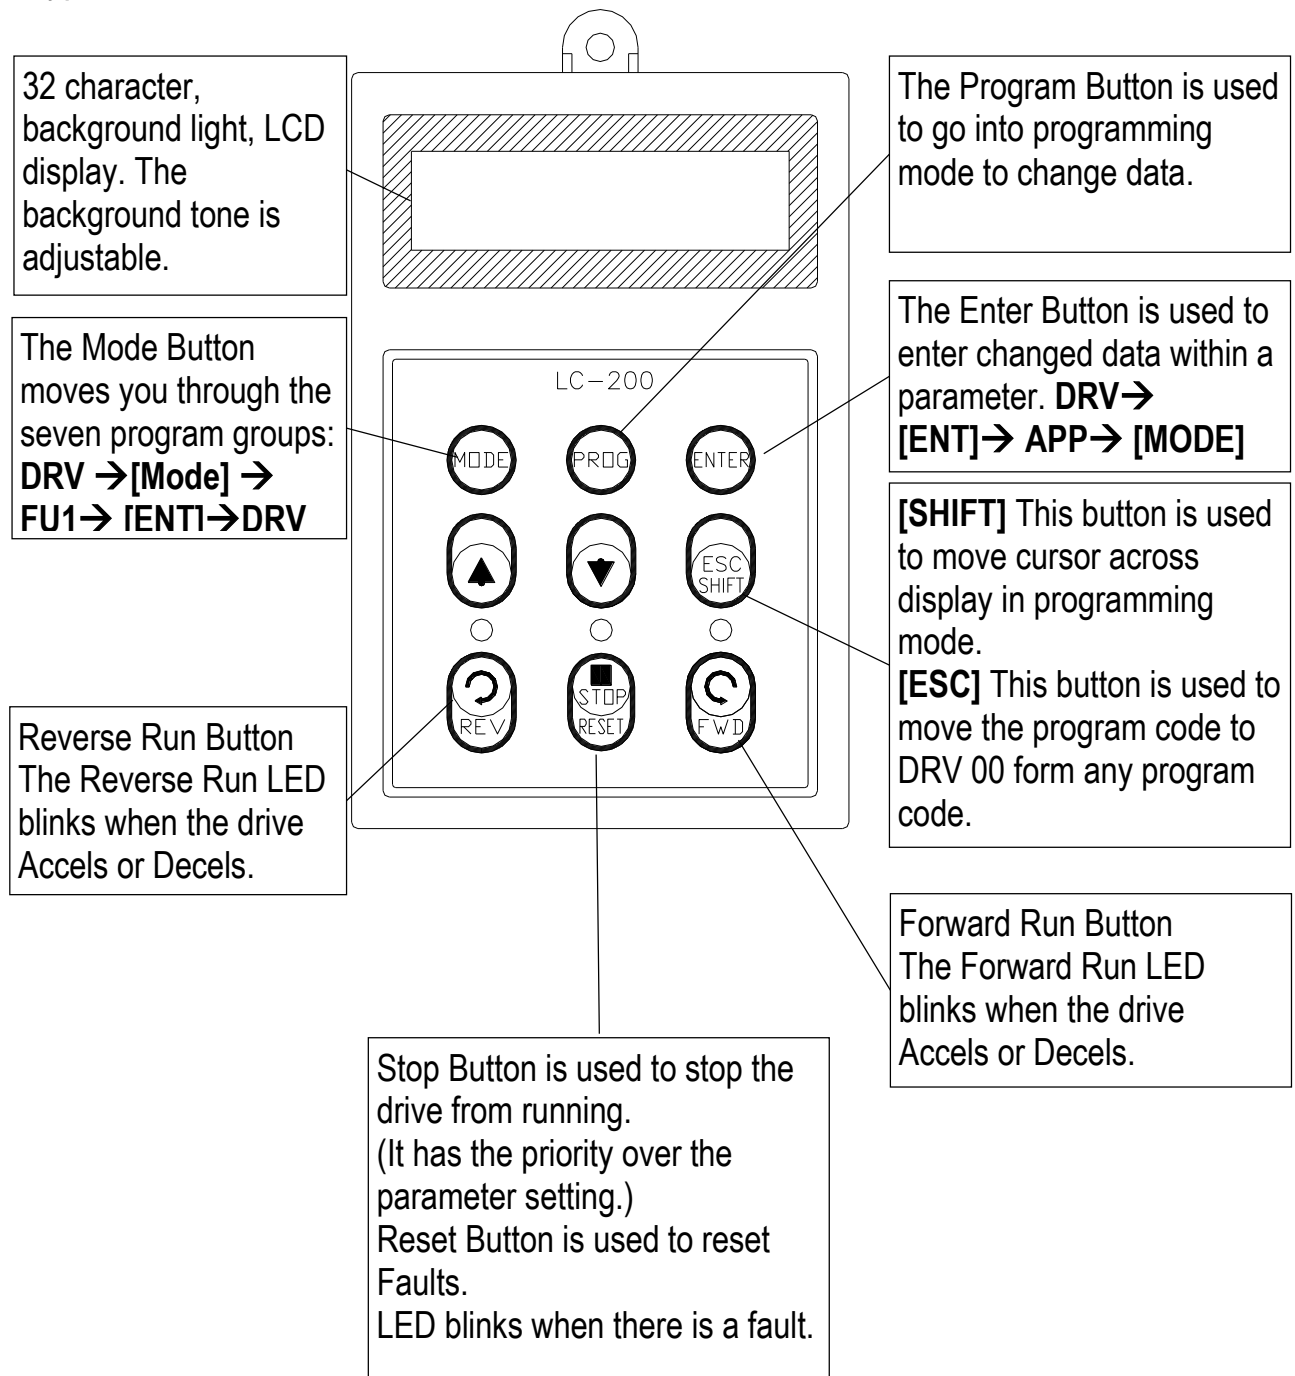 32 character,
background light, LCD
display. The
background tone is
adjustable.
The Program Button is used
to go into programming
mode to change data.
The Mode Button
moves you through the
seven program groups:
DRV →[Mode] →
FU1→ [ENT]→DRV
The Enter Button is used to
enter changed data within a
parameter. DRV→
[ENT]→ APP→ [MODE]
LC-200
MODE
PROG
ENTER
ESC
SHIFT
[SHIFT] This button is used
to move cursor across
display in programming
mode.
[ESC] This button is used to
move the program code to
DRV 00 form any program
code.
REV
STOP
RESET
FWD
Reverse Run Button
The Reverse Run LED
blinks when the drive
Accels or Decels.
Forward Run Button
The Forward Run LED
blinks when the drive
Accels or Decels.
Stop Button is used to stop the
drive from running.
(It has the priority over the
parameter setting.)
Reset Button is used to reset
Faults.
LED blinks when there is a fault.